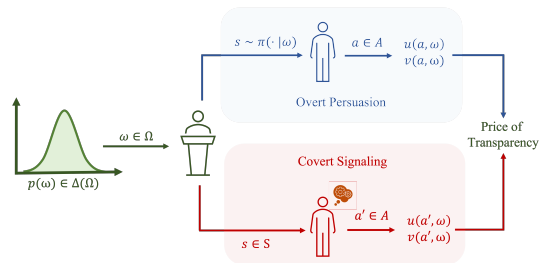 s ~ π(· |ω)
a ∈ A
u(a, ω)
v(a, ω)
Overt Persuasion
ω ∈ Ω
p(ω) ∈ Δ(Ω)
Price of
Transparency
Covert Signaling
s ∈ S
a′ ∈ A
u(a′, ω)
v(a′, ω)